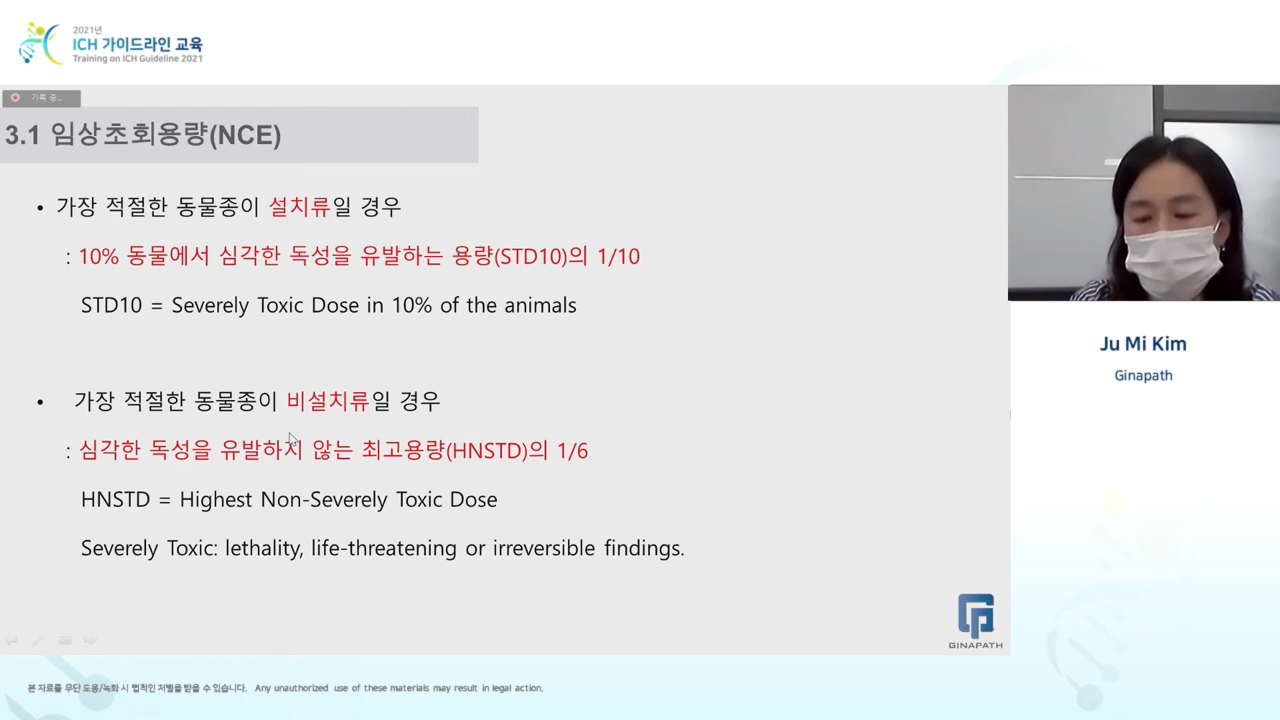 2021년
ICH 가이드라인 교육
Training on ICH Guideline 2021
기록 중...
3.1 임상초회용량(NCE)
• 가장 적절한 동물종이 설치류일 경우
: 10% 동물에서 심각한 독성을 유발하는 용량(STD10)의 1/10
STD10 = Severely Toxic Dose in 10% of the animals
• 가장 적절한 동물종이 비설치류일 경우
: 심각한 독성을 유발하지 않는 최고용량(HNSTD)의 1/6
HNSTD = Highest Non-Severely Toxic Dose
Severely Toxic: lethality, life-threatening or irreversible findings.
Ju Mi Kim
Ginapath
GINAPATH
본 자료를 무단 도용/녹화 시 법적인 처벌을 받을 수 있습니다. Any unauthorized use of these materials may result in legal action.